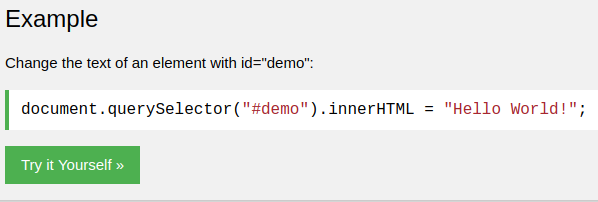 Example
Change the text of an element with id="demo":
document.querySelector("#demo").innerHTML = "Hello World!";
Try it Yourself »